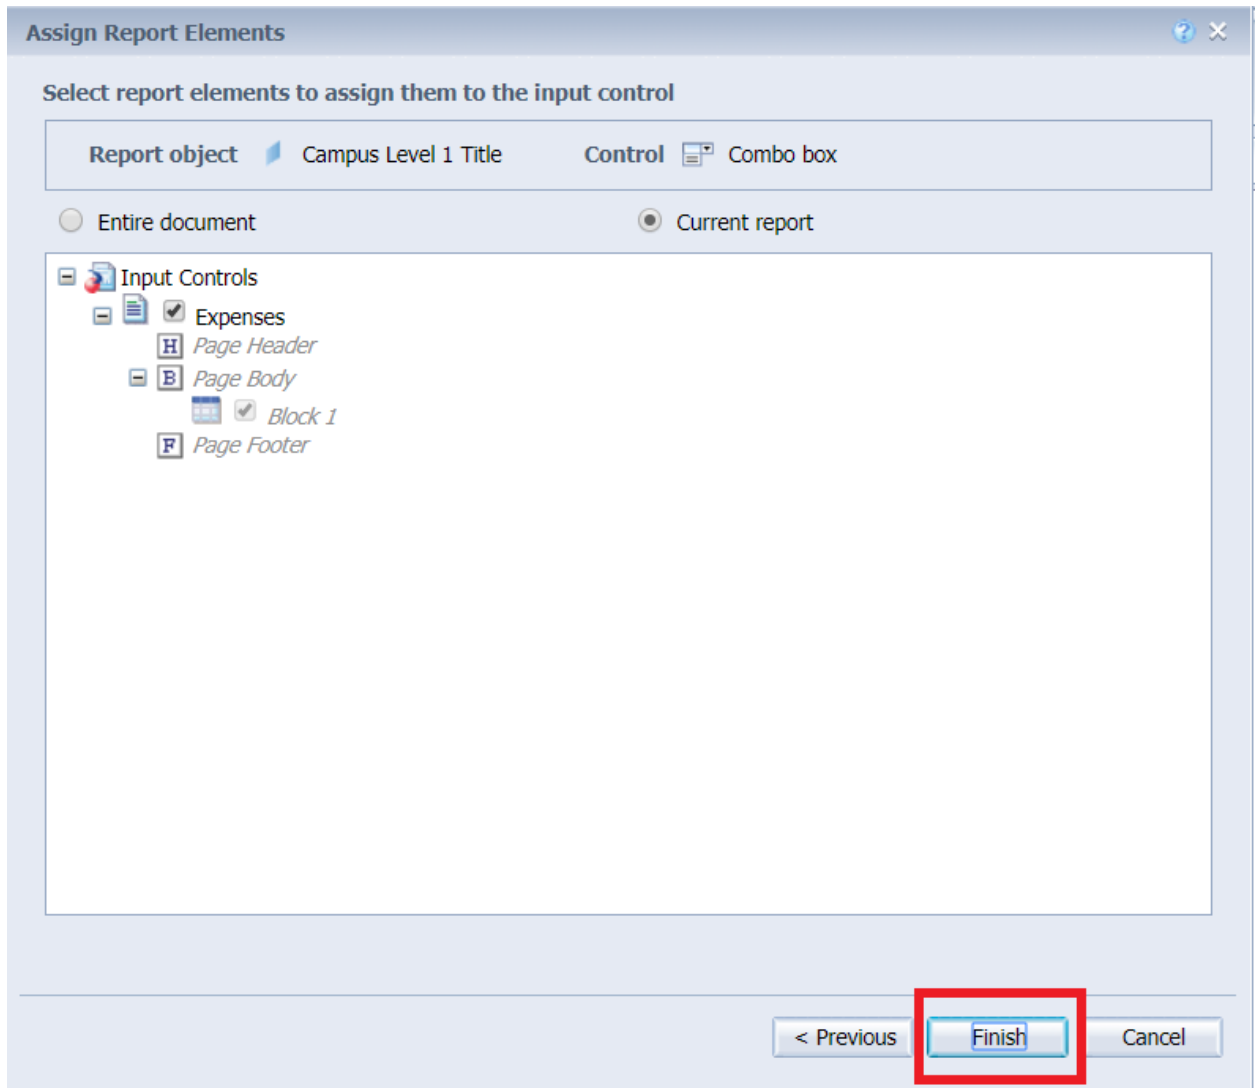 Assign Report Elements
Select report elements to assign them to the input control
Report object Campus Level 1 Title Control Combo box
Entire document Current report
Input Controls
Expenses
H Page Header
B Page Body
Block 1
F Page Footer
< Previous Finish Cancel